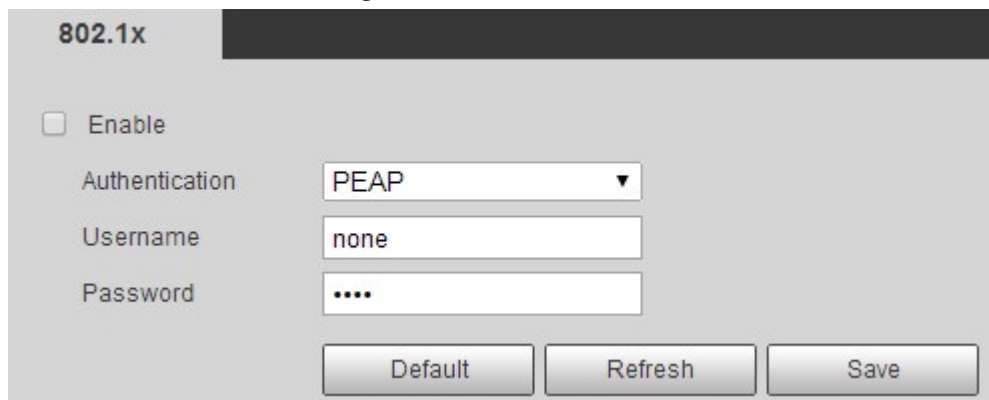 802.1x
Enable
Authentication PEAP
Username none
Password ••••
Default Refresh Save